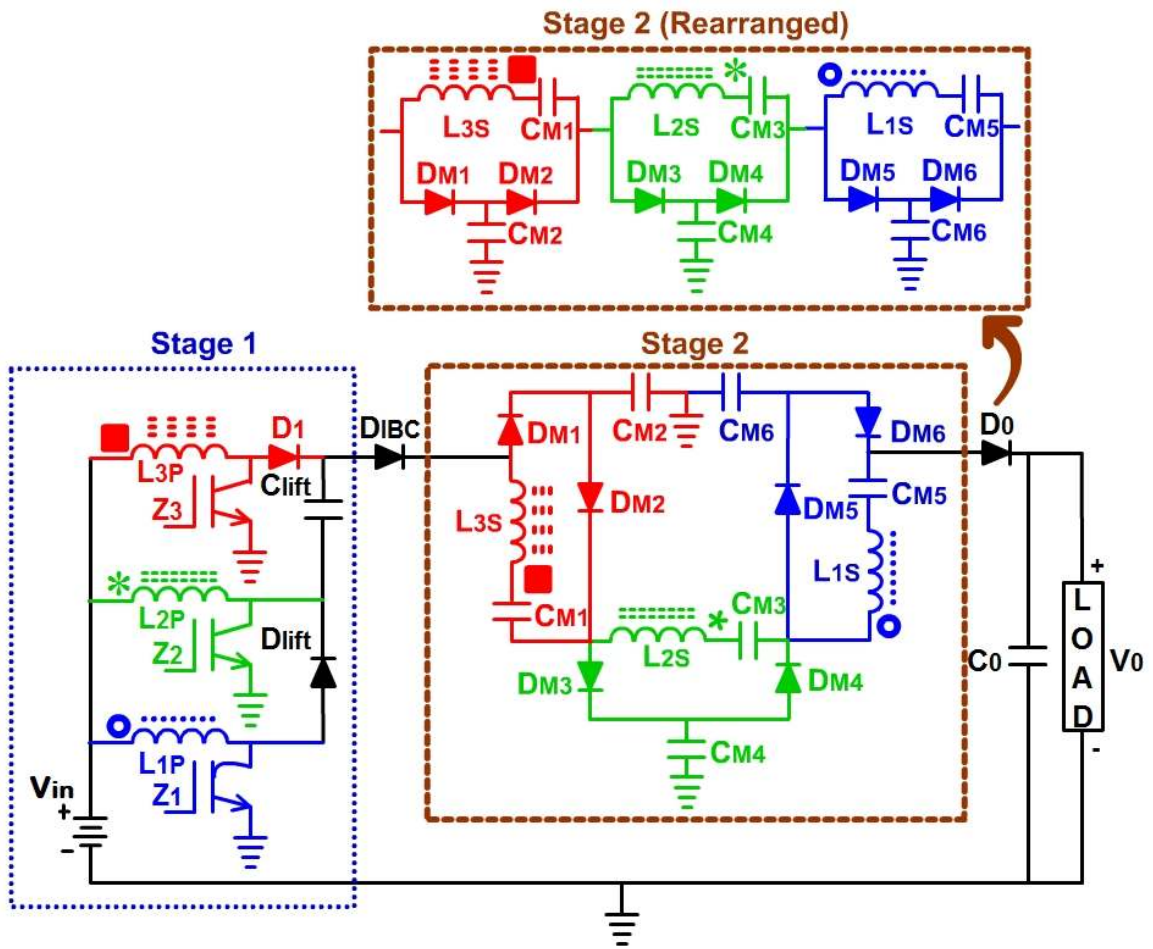 Stage 2 (Rearranged)
L3S CM1 L2S CM3 L1S CM5
DM1 DM2 DM3 DM4 DM5 DM6
CM2 CM4 CM6
Stage 1
Stage 2
D1 DIBC
L3P Clift
Z3
L2P Dlift
Z2
L1P
Z1
Vin
+
-
DM1 CM2 CM6 DM6
DM2 DM5 CM5
L3S L1S
CM1 CM3
L2S
DM3 DM4
CM4
D0
C0
+
LOAD
V0
-